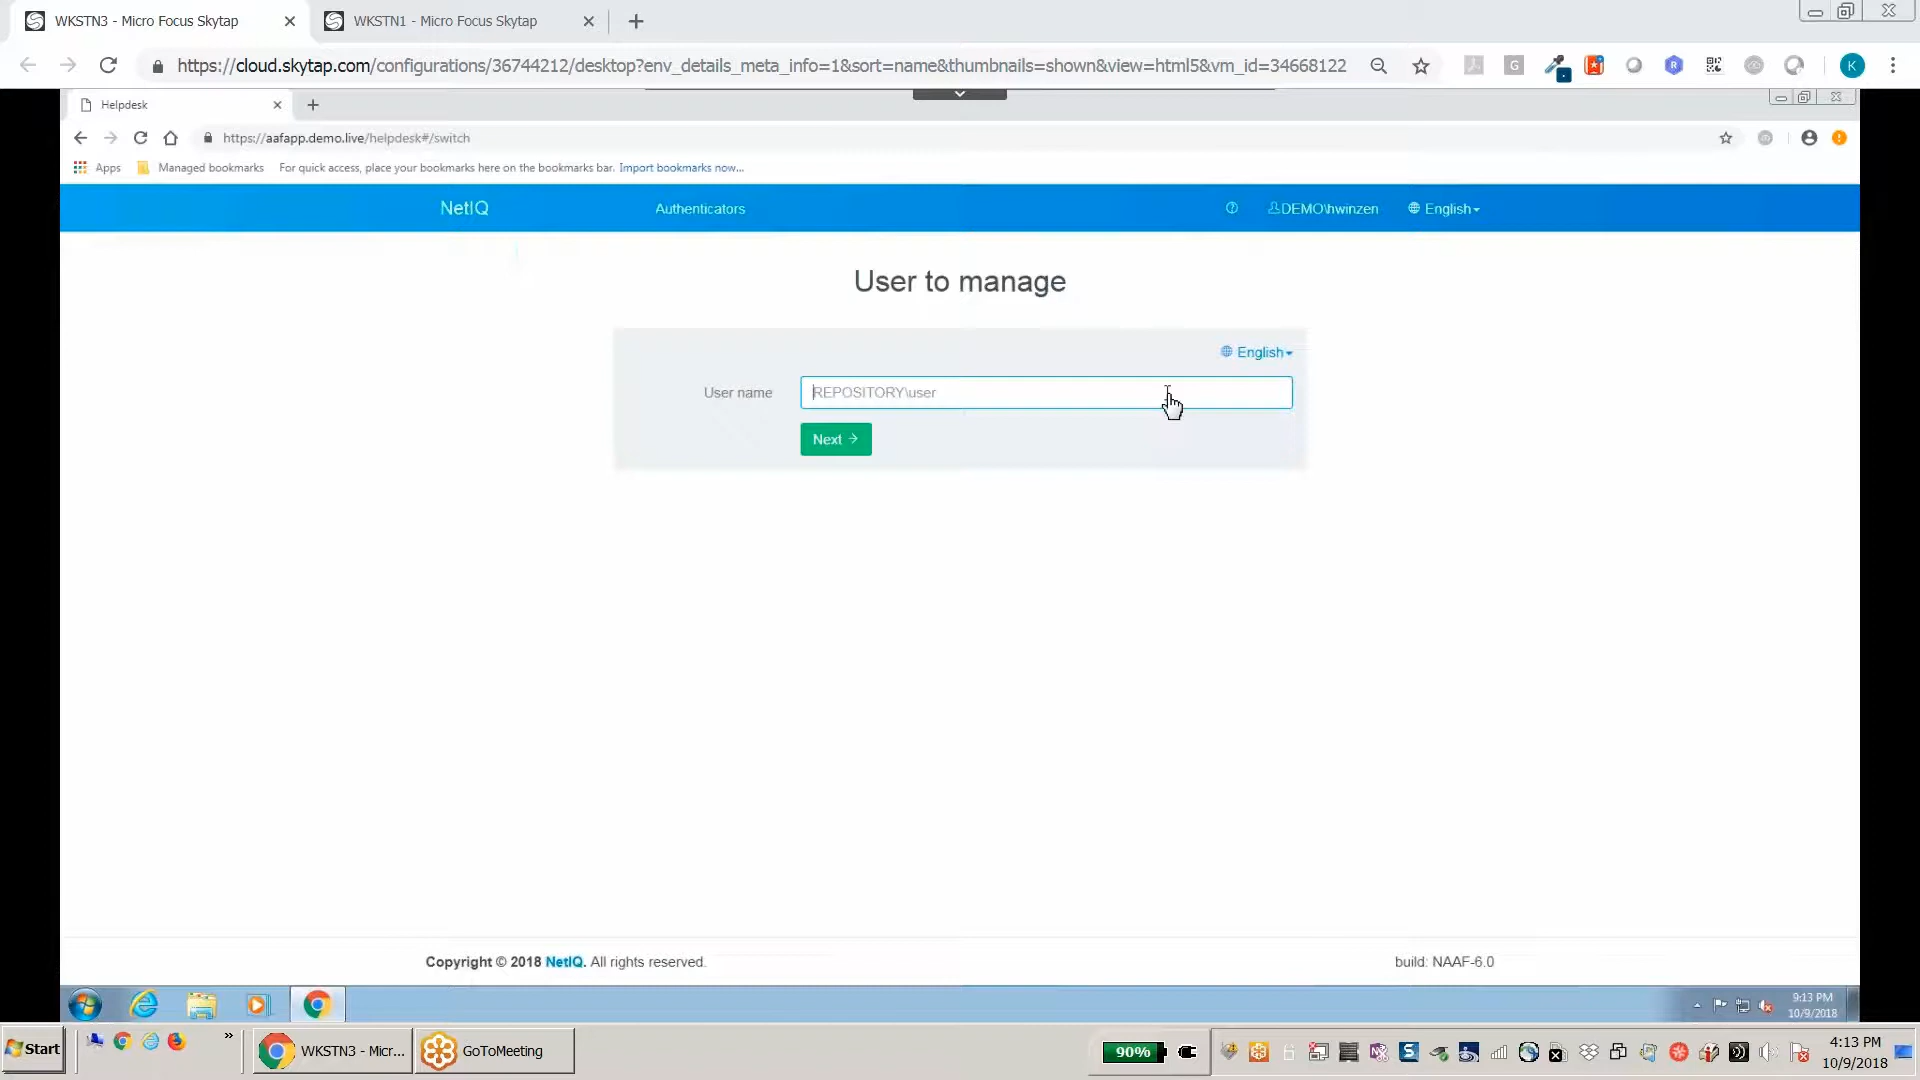 WKSTN3 - Micro Focus Skytap
WKSTN1 - Micro Focus Skytap
https://cloud.skytap.com/configurations/36744212/desktop?env_details_meta_info=1&sort=name&thumbnails=shown&view=html5&vm_id=34668122
K
Helpdesk
https://aafapp.demo.live/helpdesk#/switch
Apps
Managed bookmarks
For quick access, place your bookmarks here on the bookmarks bar. Import bookmarks now...
NetIQ
Authenticators
DEMO\hwinzen
English
User to manage
English
User name
REPOSITORY\user
Next
Copyright © 2018 NetIQ. All rights reserved.
build: NAAF-6.0
9:13 PM
10/9/2018
Start
WKSTN3 - Micr...
GoToMeeting
90%
4:13 PM
10/9/2018